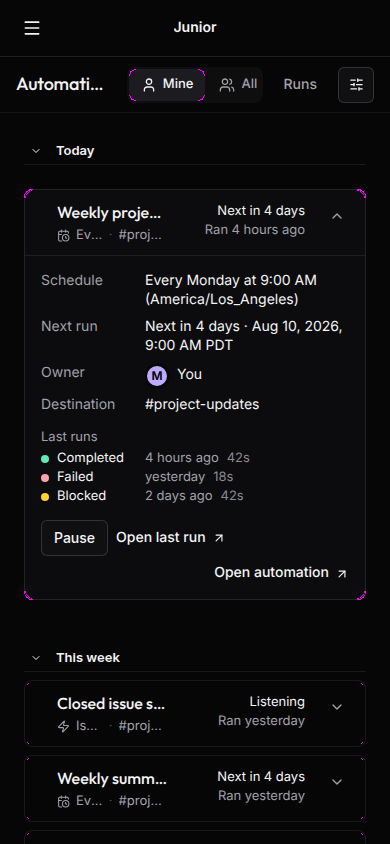 Junior
Automati...
Mine
All
Runs
Today
Weekly proje...
Next in 4 days
Ev... · #proj...
Ran 4 hours ago
Schedule
Every Monday at 9:00 AM
(America/Los_Angeles)
Next run
Next in 4 days · Aug 10, 2026,
9:00 AM PDT
Owner
M You
Destination
#project-updates
Last runs
Completed 4 hours ago 42s
Failed yesterday 18s
Blocked 2 days ago 42s
Pause
Open last run
Open automation
This week
Closed issue s...
Listening
Is... · #proj...
Ran yesterday
Weekly summ...
Next in 4 days
Ev... · #proj...
Ran yesterday